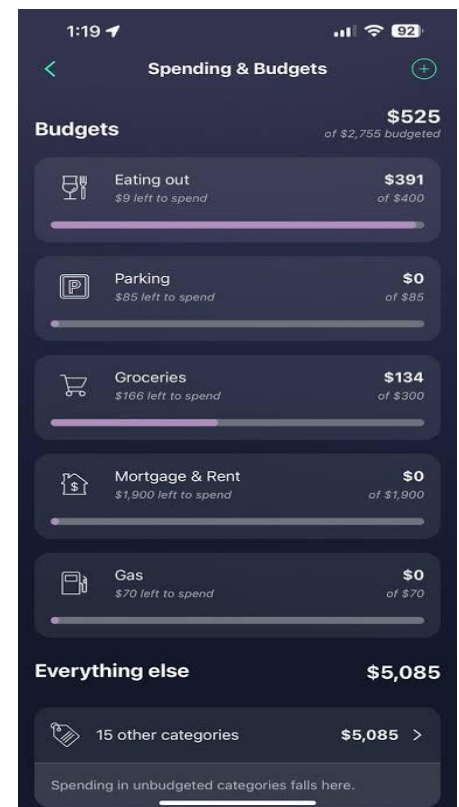 1:19 92
Spending & Budgets
Budgets $525
of $2,755 budgeted
Eating out $391
$9 left to spend of $400
P
Parking $0
$85 left to spend of $85
Groceries $134
$166 left to spend of $300
Mortgage & Rent $0
$ $1,900 left to spend of $1,900
Gas $0
$70 left to spend of $70
Everything else $5,085
15 other categories $5,085 >
Spending in unbudgeted categories falls here.